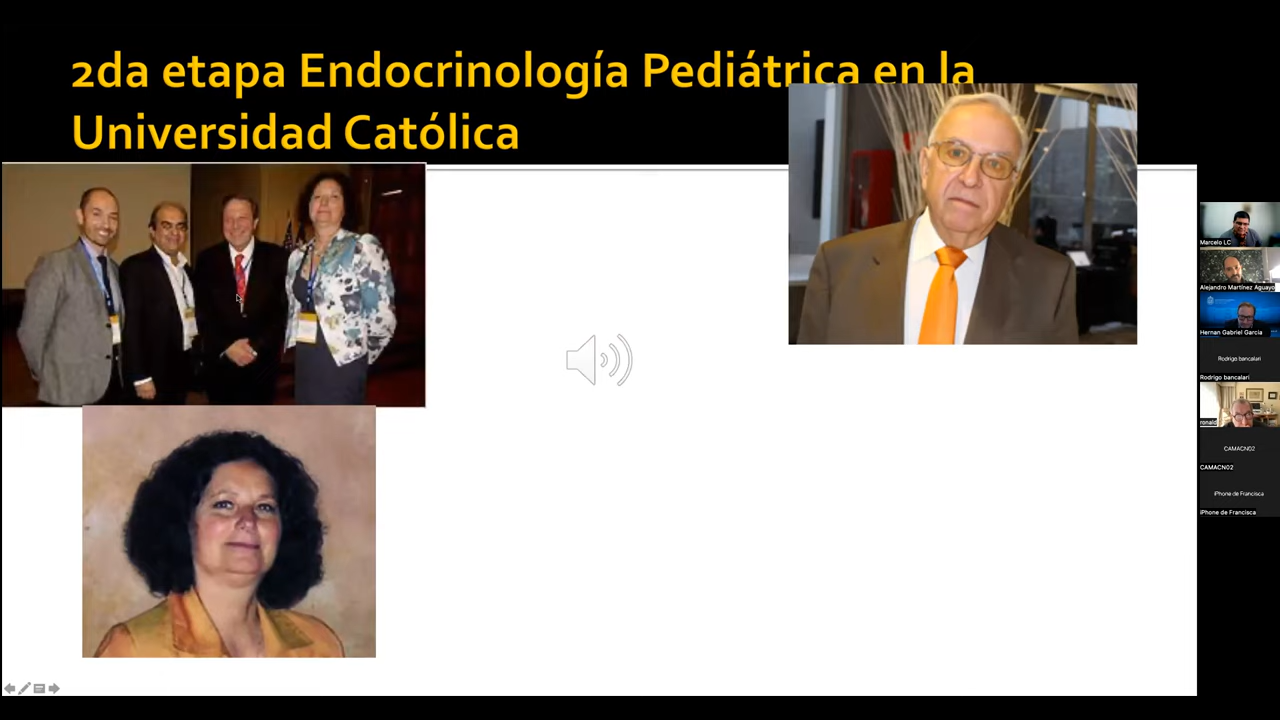 2da etapa Endocrinología Pediátrica en la
Universidad Católica
Marcelo LC
Alejandro Martínez Aguayo
Hernan Gabriel Garcia
Rodrigo bancalari
Rodrigo bancalari
ronald
CAMACN02
CAMACN02
iPhone de Francisca
iPhone de Francisca